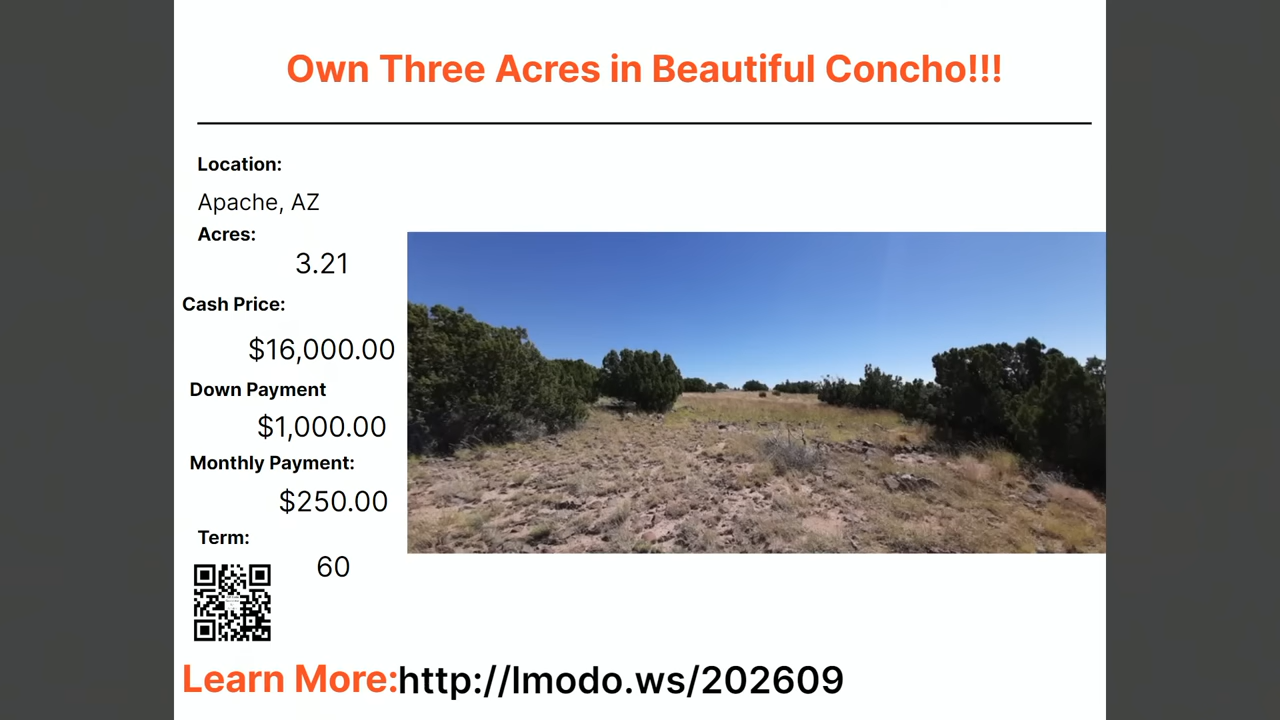 Own Three Acres in Beautiful Concho!!!
Location:
Apache, AZ
Acres:
3.21
Cash Price:
$16,000.00
Down Payment
$1,000.00
Monthly Payment:
$250.00
Term:
60
Learn More:http://lmodo.ws/202609